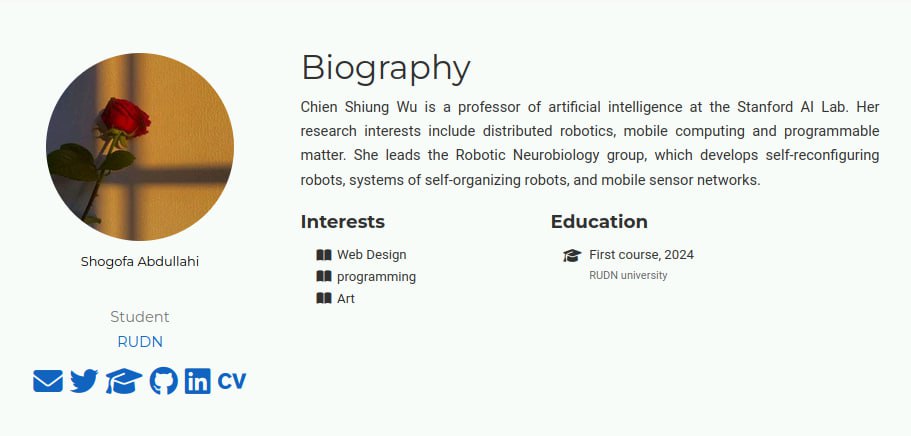 Biography
Chien Shiung Wu is a professor of artificial intelligence at the Stanford AI Lab. Her
research interests include distributed robotics, mobile computing and programmable
matter. She leads the Robotic Neurobiology group, which develops self-reconfiguring
robots, systems of self-organizing robots, and mobile sensor networks.
Interests
Web Design
programming
Art
Education
First course, 2024
RUDN university
Shogofa Abdullahi
Student
RUDN
in
CV